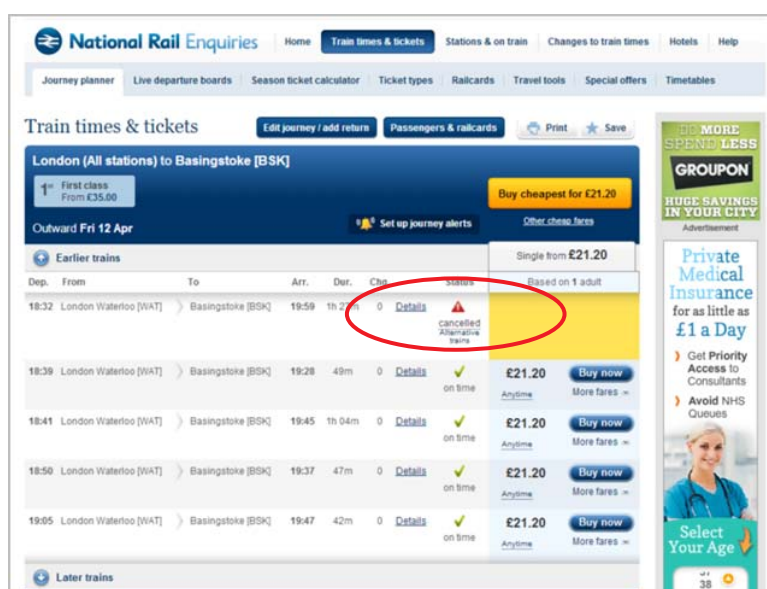 National Rail Enquiries
Home Train times & tickets Stations & on train Changes to train times Hotels Help
Journey planner Live departure boards Season ticket calculator Ticket types Railcards Travel tools Special offers Timetables
Train times & tickets
Edit journey / add return Passengers & railcards Print Save
London (All stations) to Basingstoke [BSK]
1st First class
From £35.00
Buy cheapest for £21.20
Other cheap fares
Outward Fri 12 Apr
Set up journey alerts
Earlier trains
Single from £21.20
Dep. From To Arr. Dur. Chg. Status Based on 1 adult
18:32 London Waterloo [WAT] Basingstoke [BSK] 19:59 1h 27m 0 Details
cancelled
Alternative
trains
18:39 London Waterloo [WAT] Basingstoke [BSK] 19:28 49m 0 Details £21.20 Buy now
on time Anytime More fares
18:41 London Waterloo [WAT] Basingstoke [BSK] 19:45 1h 04m 0 Details £21.20 Buy now
on time Anytime More fares
18:50 London Waterloo [WAT] Basingstoke [BSK] 19:37 47m 0 Details £21.20 Buy now
on time Anytime More fares
19:05 London Waterloo [WAT] Basingstoke [BSK] 19:47 42m 0 Details £21.20 Buy now
on time Anytime More fares
Later trains
DO MORE
SPEND LESS
GROUPON
HUGE SAVINGS
IN YOUR CITY
Advertisement
Private
Medical
Insurance
for as little as
£1 a Day
Get Priority
Access to
Consultants
Avoid NHS
Queues
Select
Your Age
38